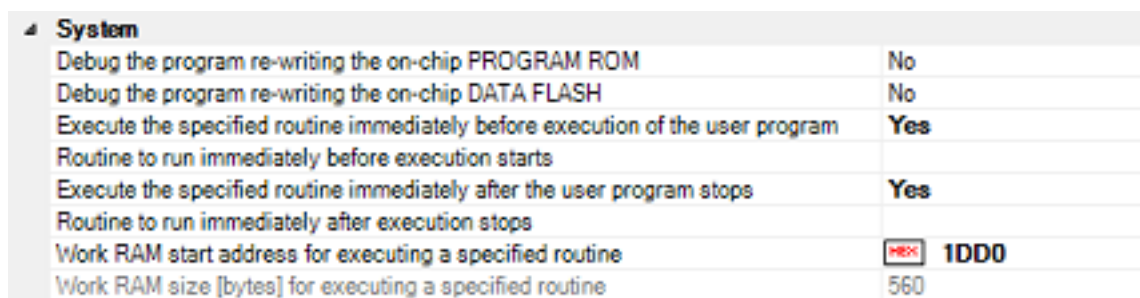 System
Debug the program re-writing the on-chip PROGRAM ROM No
Debug the program re-writing the on-chip DATA FLASH No
Execute the specified routine immediately before execution of the user program Yes
Routine to run immediately before execution starts
Execute the specified routine immediately after the user program stops Yes
Routine to run immediately after execution stops
Work RAM start address for executing a specified routine HEX 1DD0
Work RAM size [bytes] for executing a specified routine 560